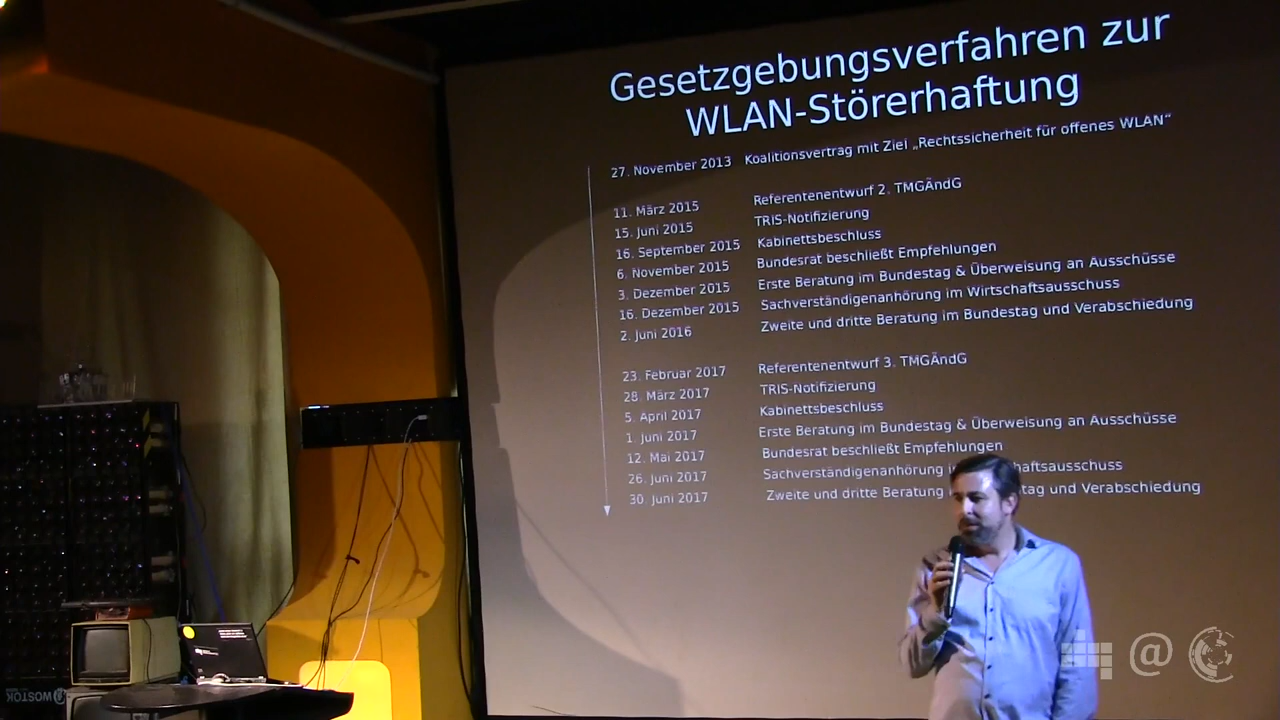 Gesetzgebungsverfahren zur
WLAN-Störerhaftung
27. November 2013 Koalitionsvertrag mit Ziel „Rechtssicherheit für offenes WLAN“
11. März 2015 Referentenentwurf 2. TMGÄndG
15. Juni 2015 TRIS-Notifizierung
16. September 2015 Kabinettsbeschluss
6. November 2015 Bundesrat beschließt Empfehlungen
3. Dezember 2015 Erste Beratung im Bundestag & Überweisung an Ausschüsse
16. Dezember 2015 Sachverständigenanhörung im Wirtschaftsausschuss
2. Juni 2016 Zweite und dritte Beratung im Bundestag und Verabschiedung
23. Februar 2017 Referentenentwurf 3. TMGÄndG
28. März 2017 TRIS-Notifizierung
5. April 2017 Kabinettsbeschluss
1. Juni 2017 Erste Beratung im Bundestag & Überweisung an Ausschüsse
12. Mai 2017 Bundesrat beschließt Empfehlungen
26. Juni 2017 Sachverständigenanhörung haftsausschuss
30. Juni 2017 Zweite und dritte Beratung tag und Verabschiedung
WOSTOK
@